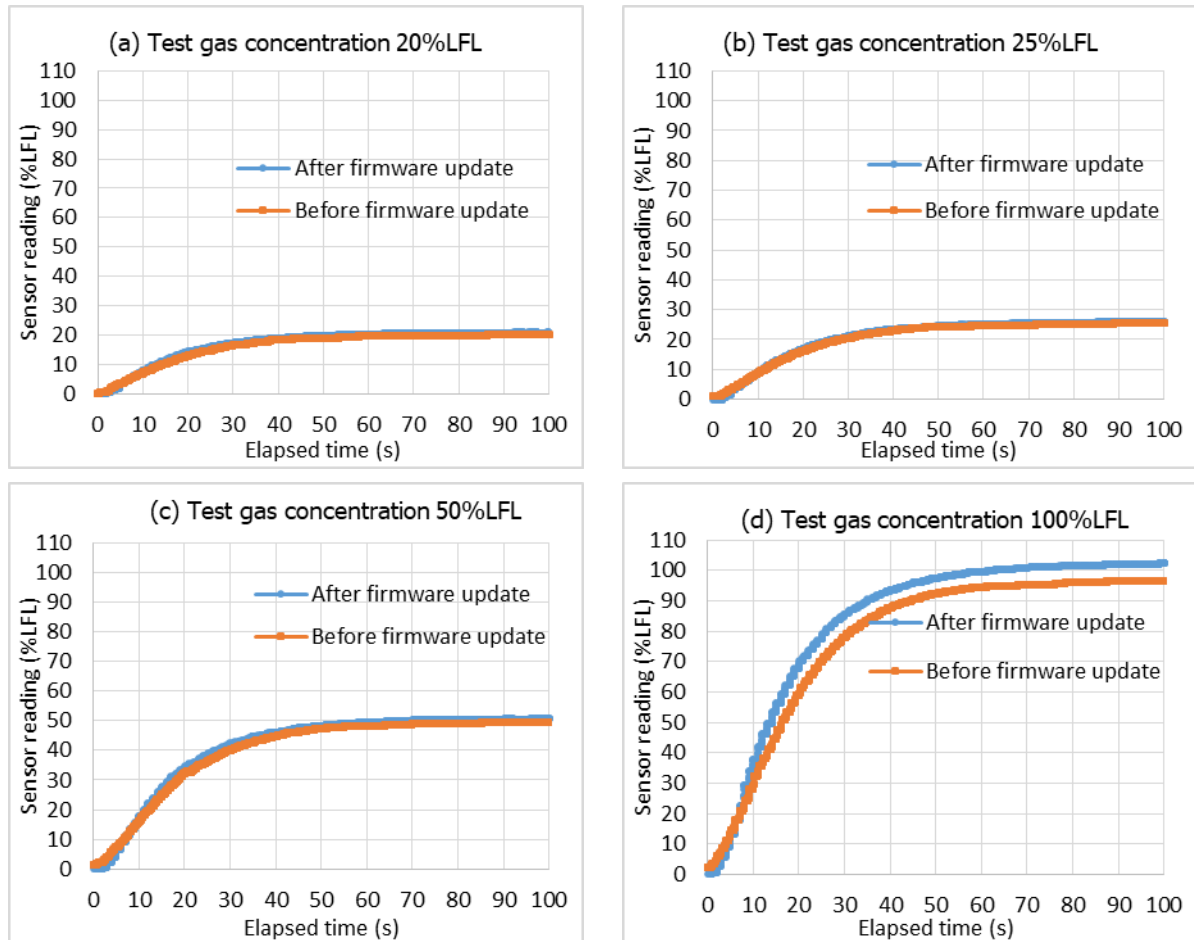 (a) Test gas concentration 20%LFL
110
100
90
80
70
60
50
40
30
20
10
0
Sensor reading (%LFL)
After firmware update
Before firmware update
0 10 20 30 40 50 60 70 80 90 100
Elapsed time (s)
(b) Test gas concentration 25%LFL
110
100
90
80
70
60
50
40
30
20
10
0
Sensor reading (%LFL)
After firmware update
Before firmware update
0 10 20 30 40 50 60 70 80 90 100
Elapsed time (s)
(c) Test gas concentration 50%LFL
110
100
90
80
70
60
50
40
30
20
10
0
Sensor reading (%LFL)
After firmware update
Before firmware update
0 10 20 30 40 50 60 70 80 90 100
Elapsed time (s)
(d) Test gas concentration 100%LFL
110
100
90
80
70
60
50
40
30
20
10
0
Sensor reading (%LFL)
After firmware update
Before firmware update
0 10 20 30 40 50 60 70 80 90 100
Elapsed time (s)